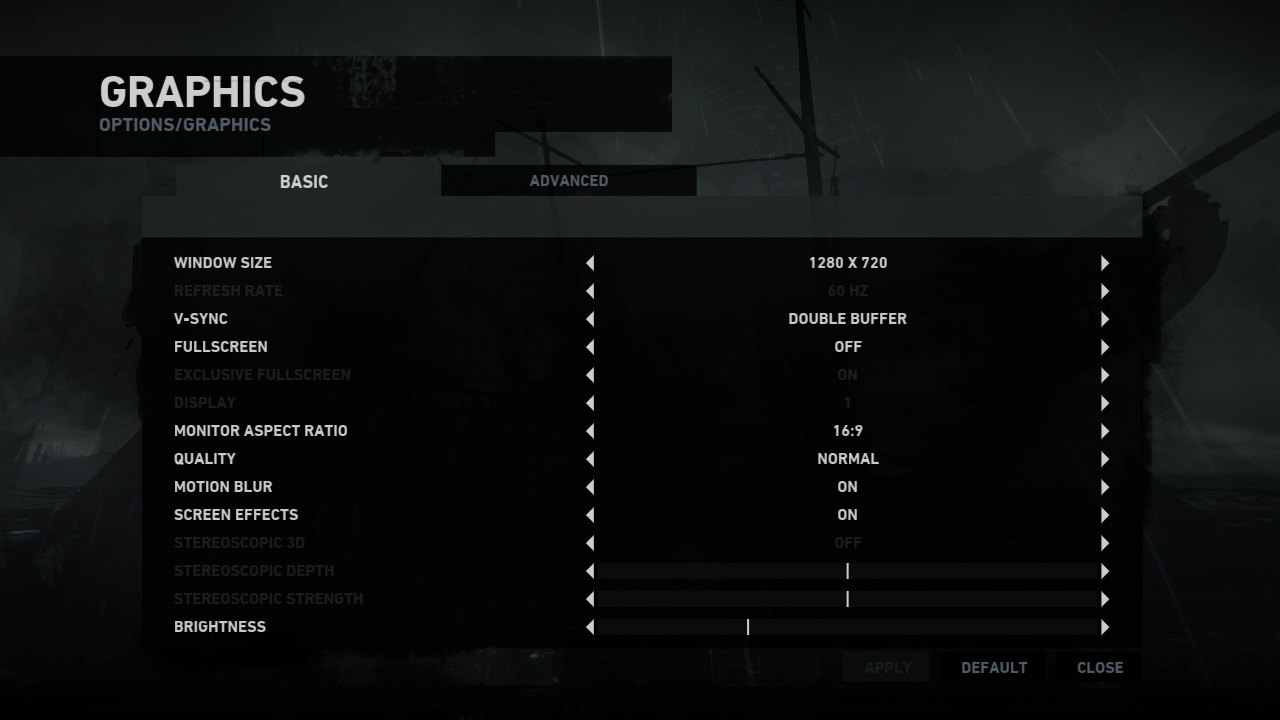 GRAPHICS
OPTIONS/GRAPHICS
BASIC ADVANCED
WINDOW SIZE 1280 X 720
REFRESH RATE 60 HZ
V-SYNC DOUBLE BUFFER
FULLSCREEN OFF
EXCLUSIVE FULLSCREEN ON
DISPLAY 1
MONITOR ASPECT RATIO 16:9
QUALITY NORMAL
MOTION BLUR ON
SCREEN EFFECTS ON
STEREOSCOPIC 3D OFF
STEREOSCOPIC DEPTH
STEREOSCOPIC STRENGTH
BRIGHTNESS
APPLY DEFAULT CLOSE